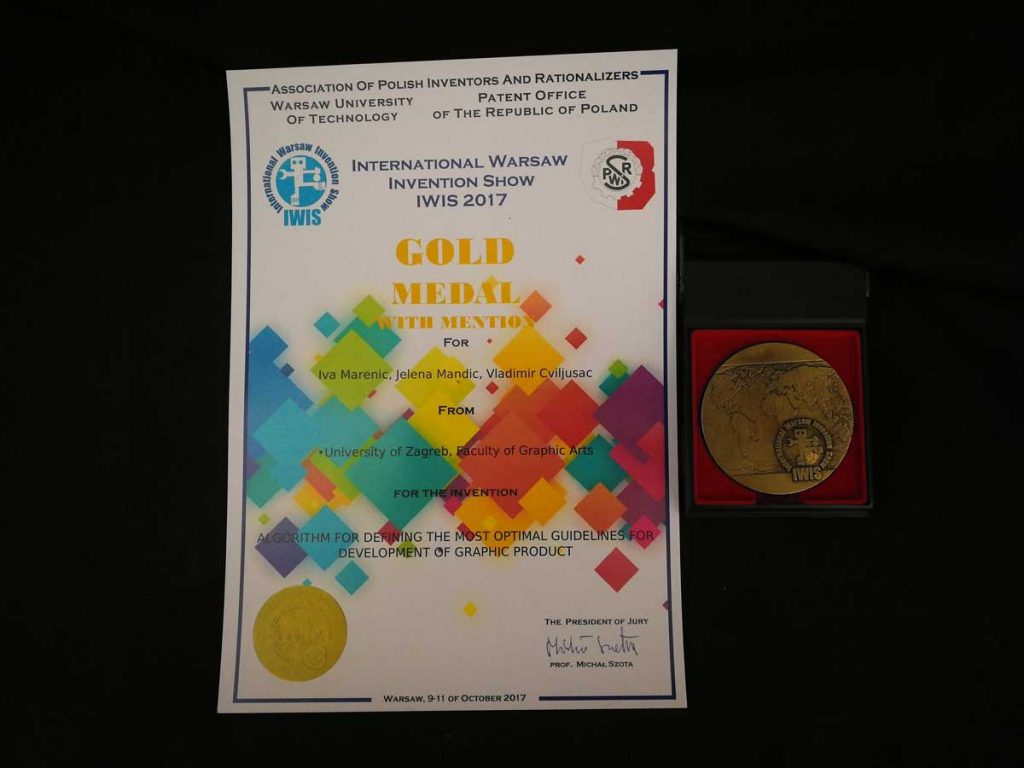 ASSOCIATION OF POLISH INVENTORS AND RATIONALIZERS
WARSAW UNIVERSITY
OF TECHNOLOGY
PATENT OFFICE
OF THE REPUBLIC OF POLAND
International Warsaw Invention Show
IWIS
INTERNATIONAL WARSAW
INVENTION SHOW
IWIS 2017
GOLD
MEDAL
WITH MENTION
FOR
Iva Marenic, Jelena Mandic, Vladimir Cviljusac
FROM
•University of Zagreb, Faculty of Graphic Arts
FOR THE INVENTION
ALGORITHM FOR DEFINING THE MOST OPTIMAL GUIDELINES FOR
DEVELOPMENT OF GRAPHIC PRODUCT
THE PRESIDENT OF JURY
PROF. MICHAŁ SZOTA
WARSAW, 9-11 OF OCTOBER 2017
International Warsaw Invention Show
IWIS